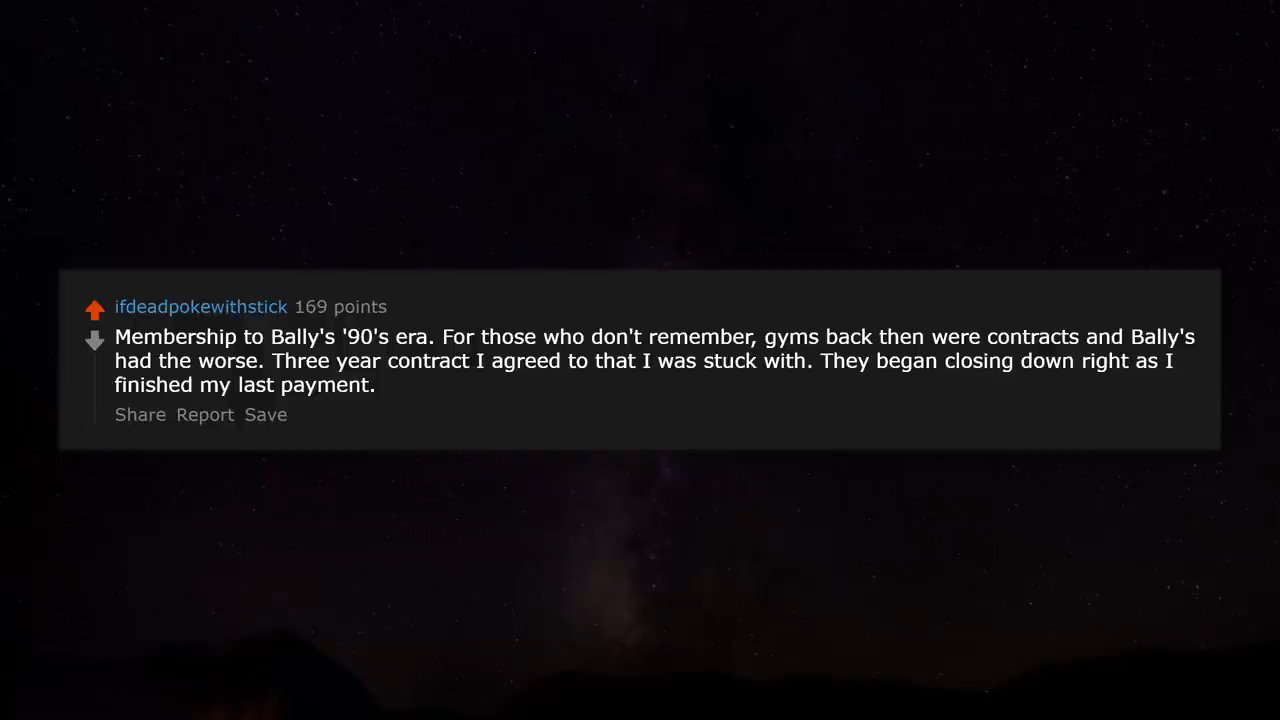 ifdeadpokewithstick 169 points
Membership to Bally's '90's era. For those who don't remember, gyms back then were contracts and Bally's
had the worse. Three year contract I agreed to that I was stuck with. They began closing down right as I
finished my last payment.
Share Report Save